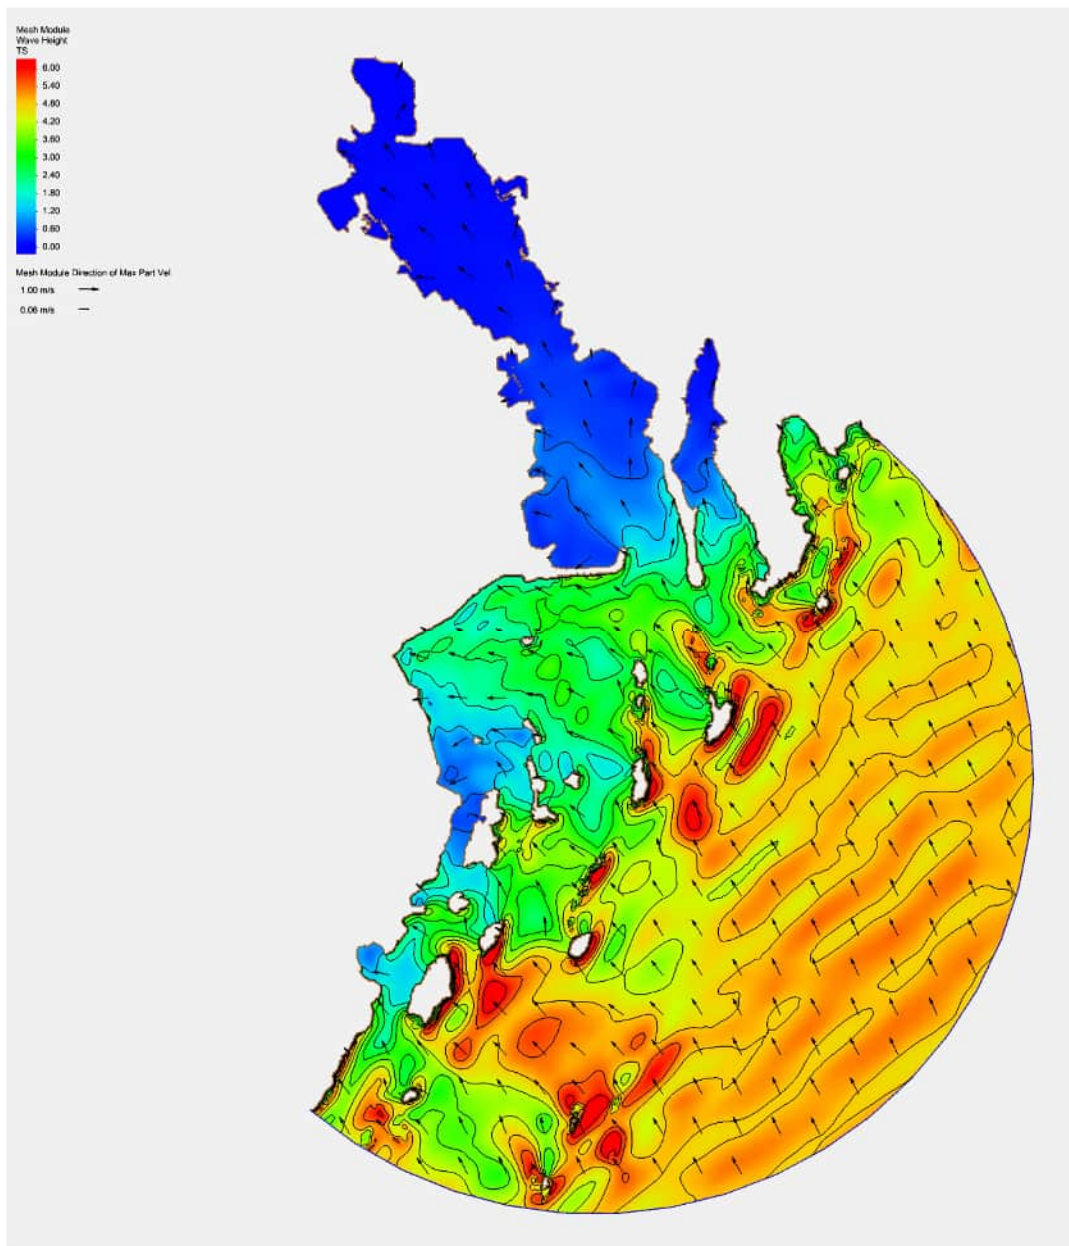 Mesh Module
Wave Height
TS
6.00
5.40
4.80
4.20
3.60
3.00
2.40
1.80
1.20
0.60
0.00
Mesh Module Direction of Max Part Vel
1.00 m/s
0.06 m/s